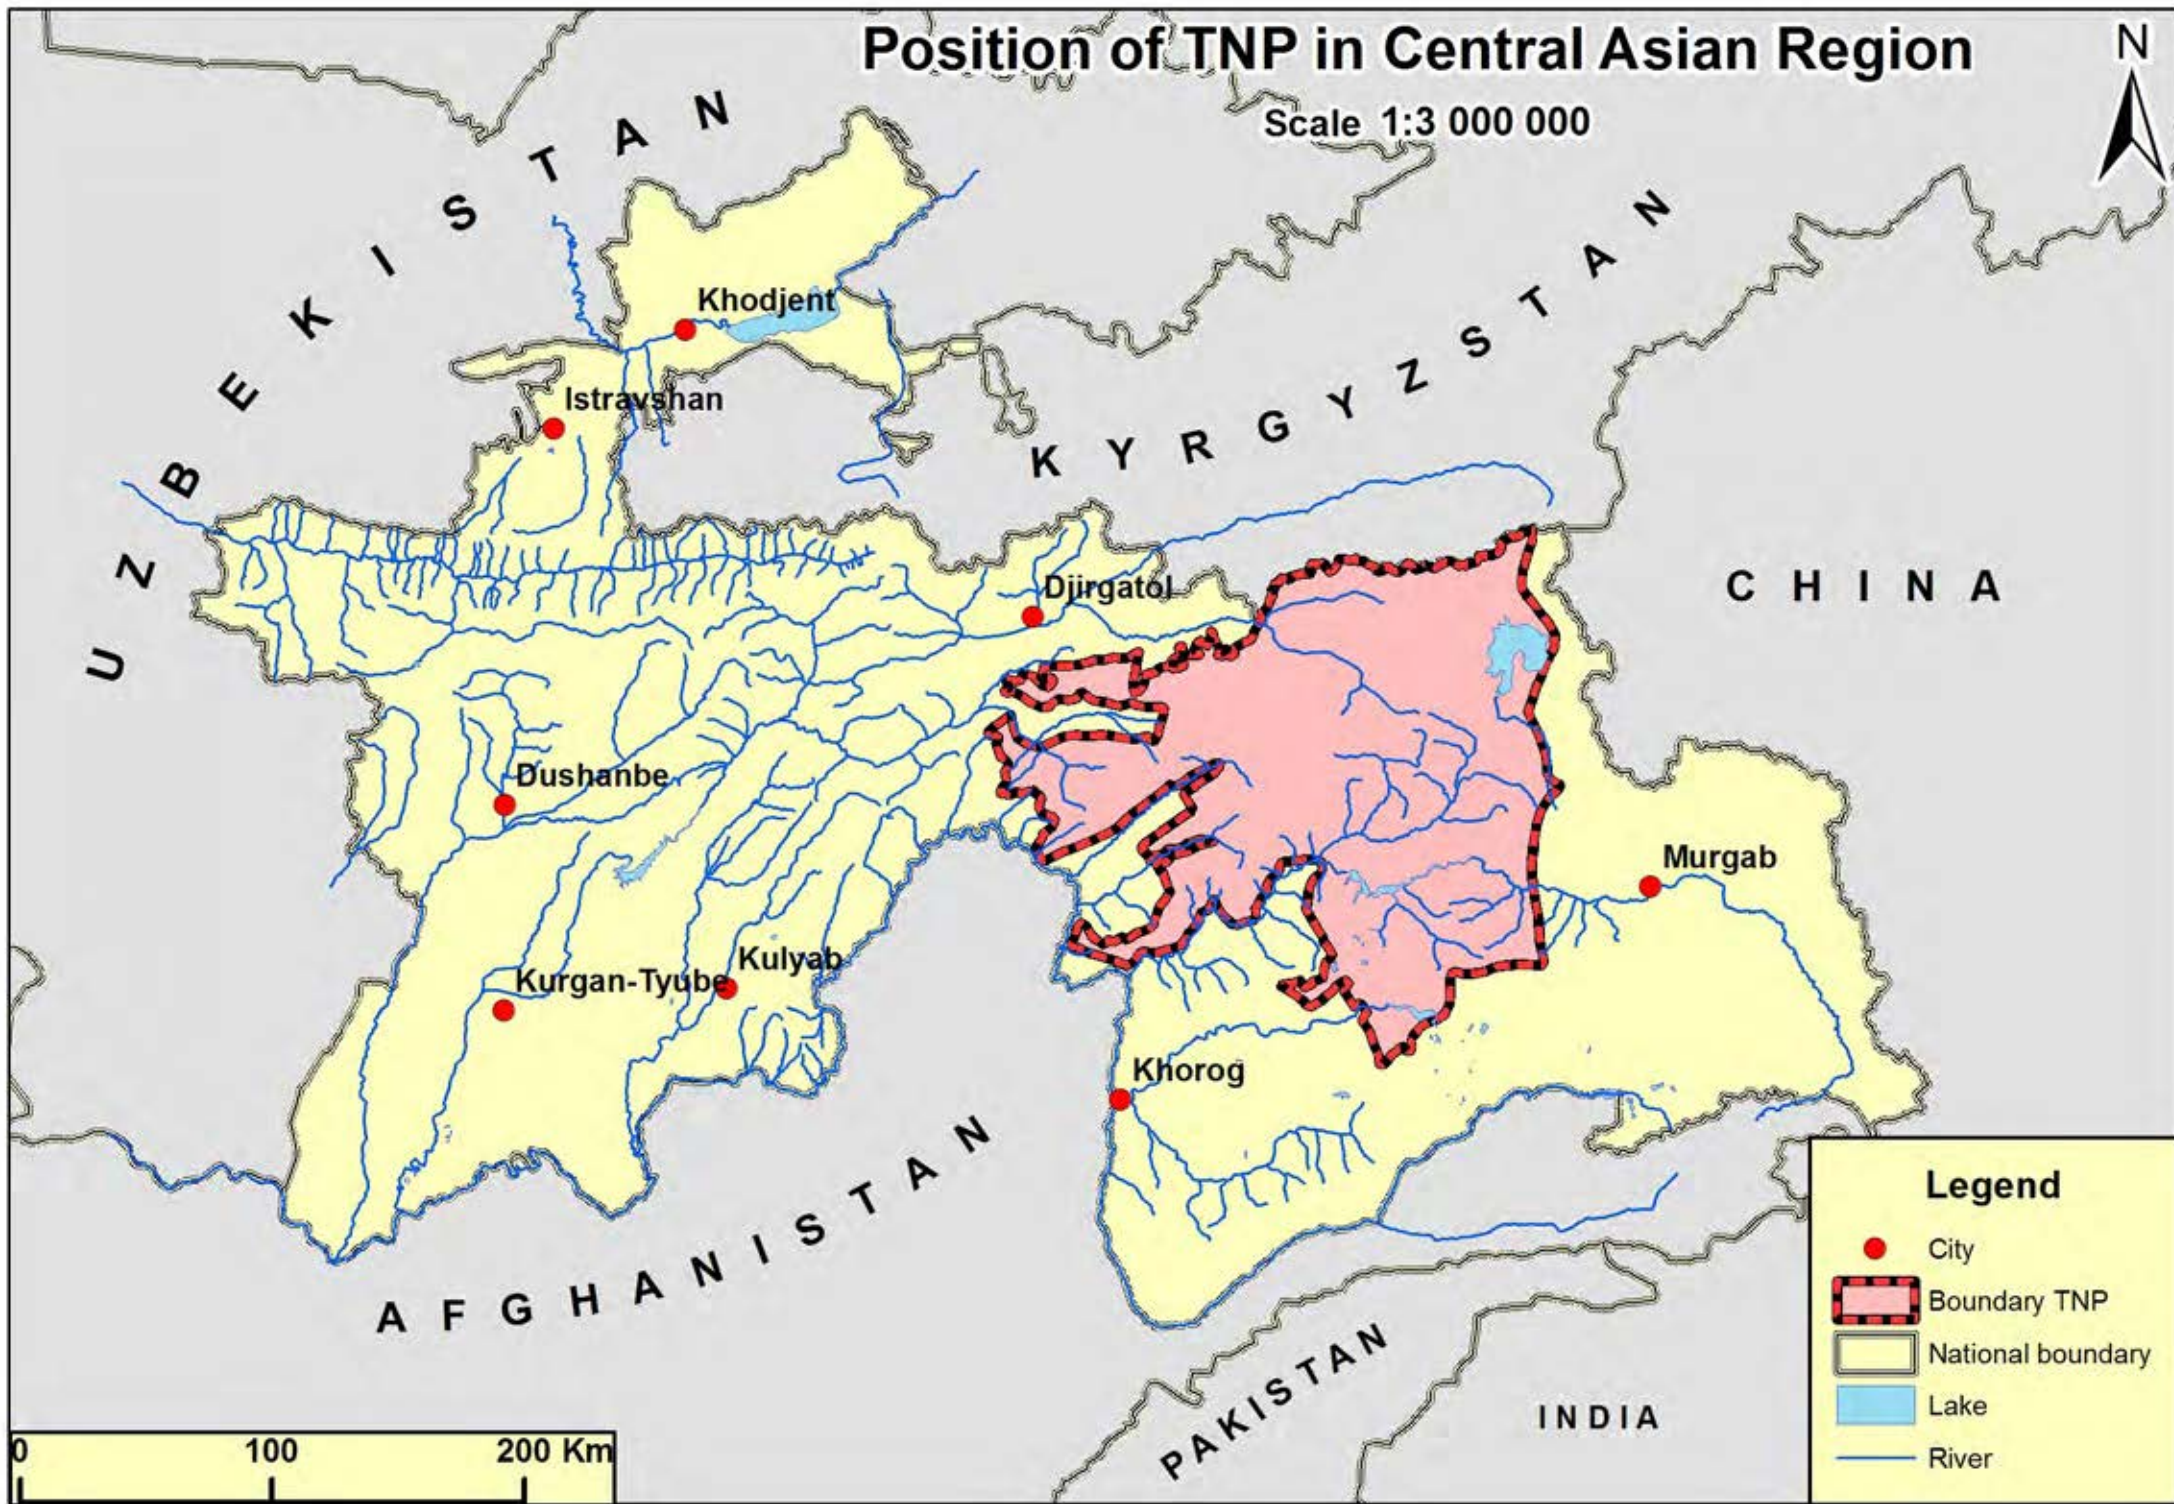 Position of TNP in Central Asian Region
Scale 1:3 000 000
N
UZBEKISTAN
KYRGYZSTAN
CHINA
Khodjent
Istravshan
Djirgatol
Dushanbe
Murgab
Kulyab
Kurgan-Tyube
Khorog
AFGHANISTAN
PAKISTAN
INDIA
Legend
City
Boundary TNP
National boundary
Lake
River
0 100 200 Km